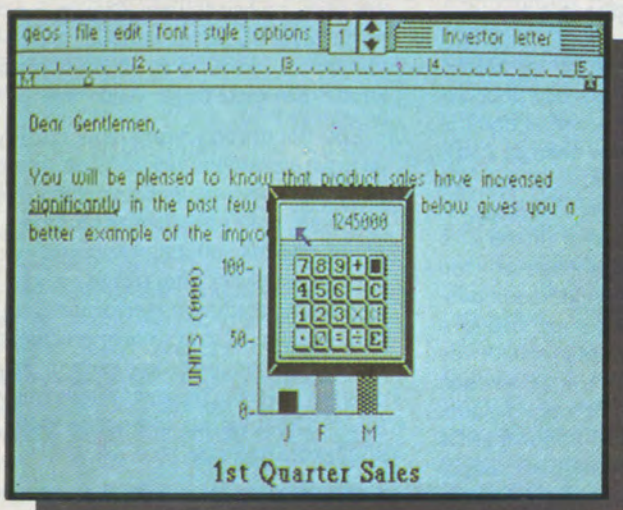 geos file edit font style options 1 Investor letter
2 3 4 5
Dear Gentlemen,
You will be pleased to know that product sales have increased
significantly in the past few below gives you a
better example of the impro
1245000
7 8 9 +
4 5 6 - C
1 2 3 ×
. 0 = ÷ E
UNITS (000)
100-
50-
0-
J F M
1st Quarter Sales